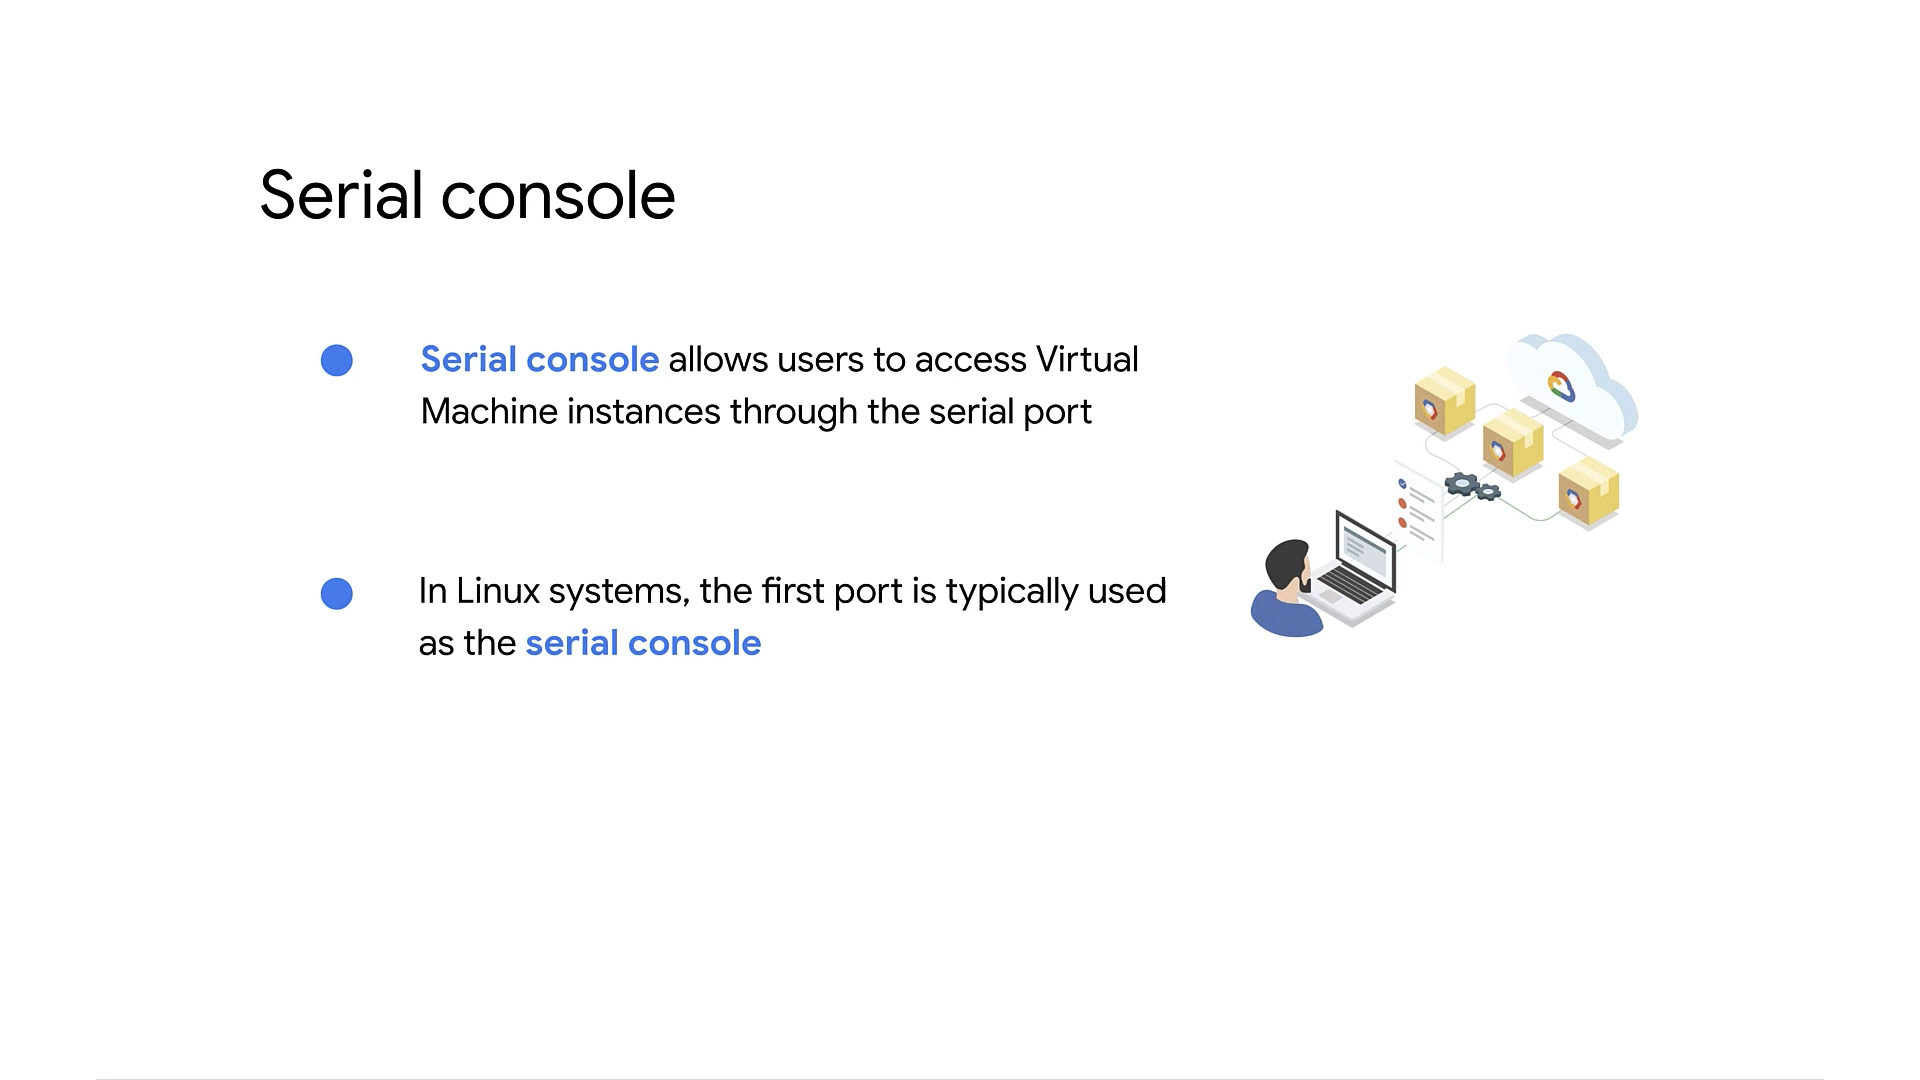 Serial console
Serial console allows users to access Virtual
Machine instances through the serial port
In Linux systems, the first port is typically used
as the serial console